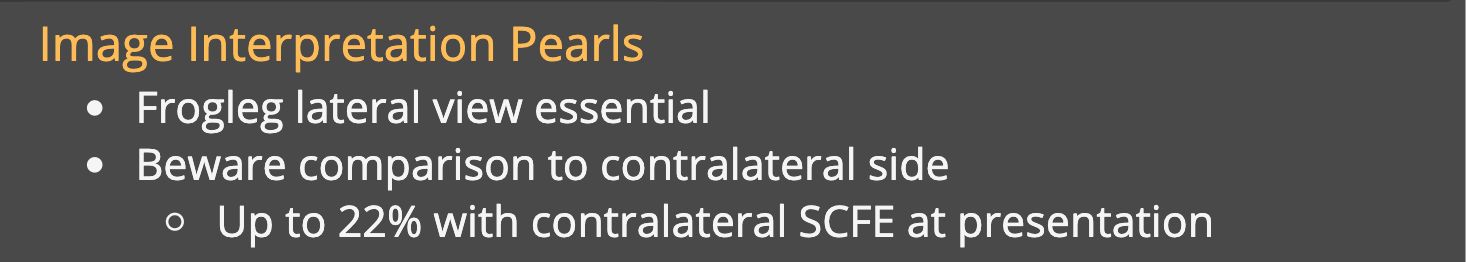 Image Interpretation Pearls
• Frogleg lateral view essential
• Beware comparison to contralateral side
○ Up to 22% with contralateral SCFE at presentation